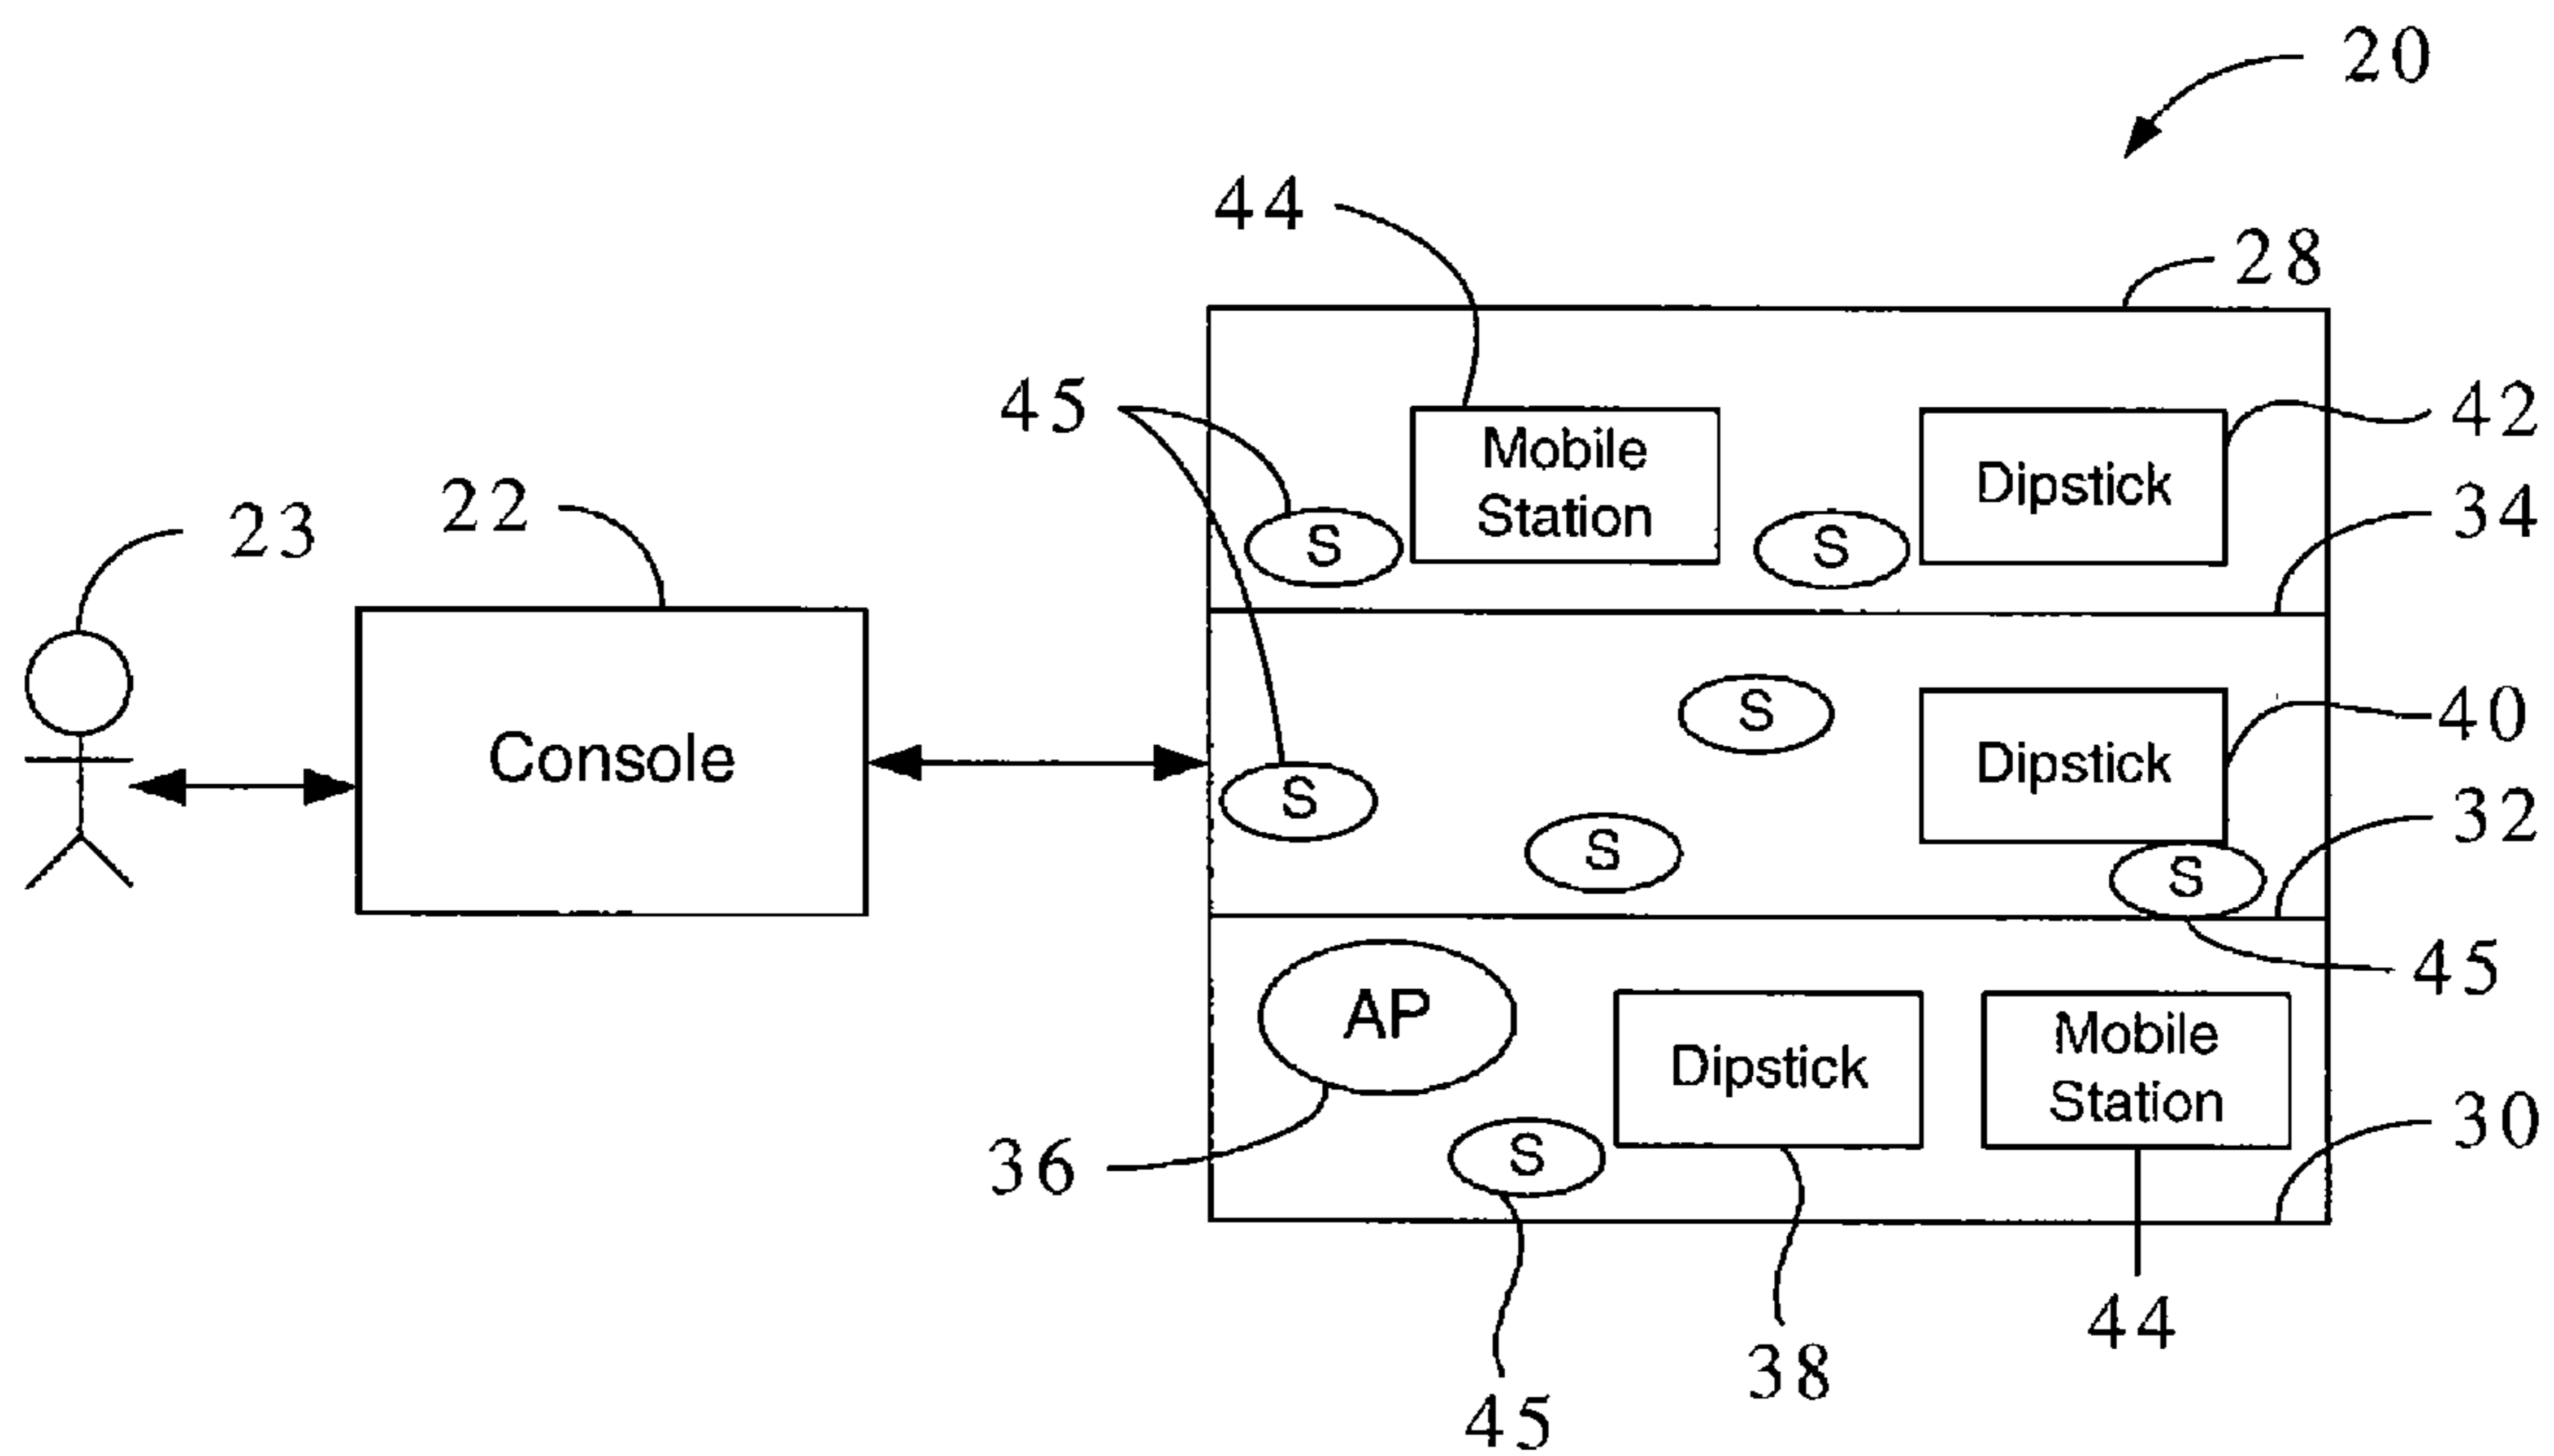 20
44
28
45
Mobile
Station
Dipstick
42
S
S
34
23
22
Console
S
Dipstick
40
S
S
S
32
45
AP
Dipstick
Mobile
Station
36
S
30
45
38
44